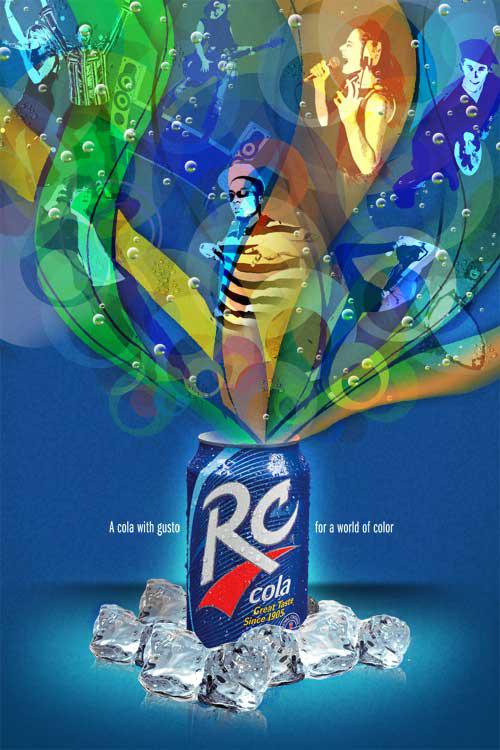 A cola with gusto
for a world of color
RC
cola
Great Taste
Since 1905